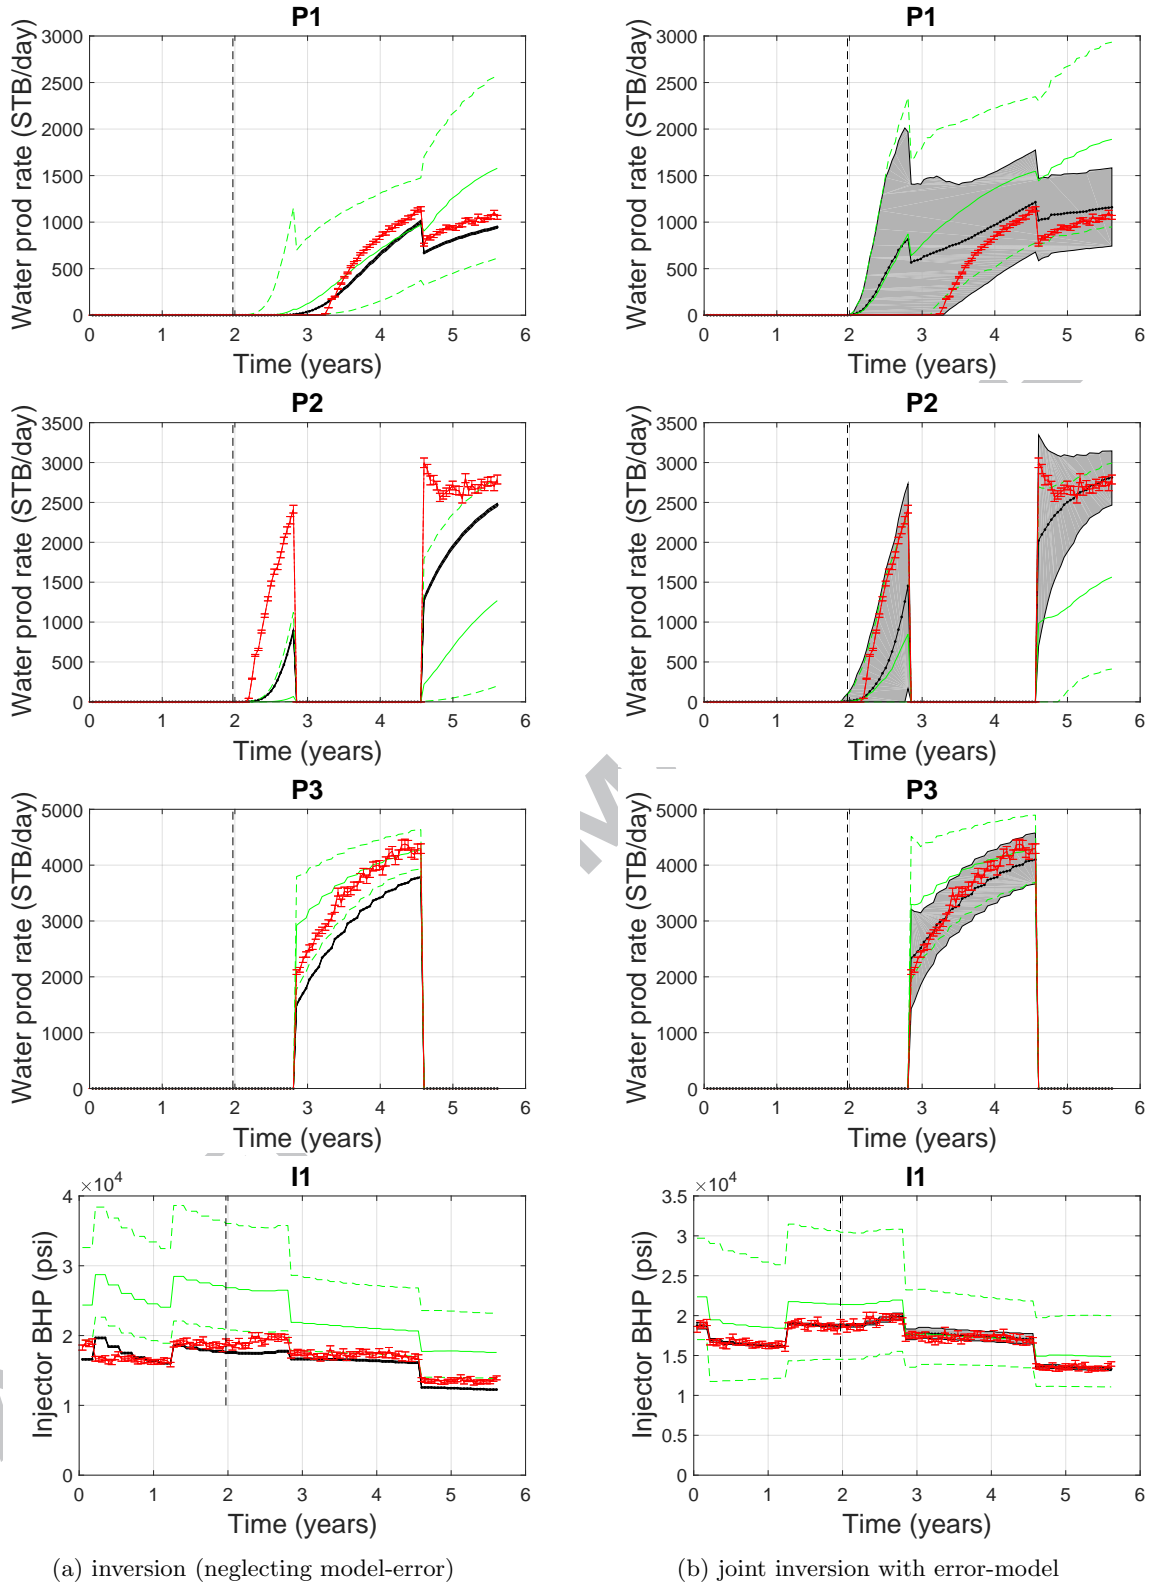 P1
Water prod rate (STB/day)
3000
2500
2000
1500
1000
500
0
0 1 2 3 4 5 6
Time (years)
P1
Water prod rate (STB/day)
3000
2500
2000
1500
1000
500
0
0 1 2 3 4 5 6
Time (years)
P2
Water prod rate (STB/day)
3500
3000
2500
2000
1500
1000
500
0
0 1 2 3 4 5 6
Time (years)
P2
Water prod rate (STB/day)
3500
3000
2500
2000
1500
1000
500
0
0 1 2 3 4 5 6
Time (years)
P3
Water prod rate (STB/day)
5000
4000
3000
2000
1000
0
0 1 2 3 4 5 6
Time (years)
P3
Water prod rate (STB/day)
5000
4000
3000
2000
1000
0
0 1 2 3 4 5 6
Time (years)
I1
×10⁴
Injector BHP (psi)
4
3
2
1
0
0 1 2 3 4 5 6
Time (years)
(a) inversion (neglecting model-error)
I1
×10⁴
Injector BHP (psi)
3.5
3
2.5
2
1.5
1
0.5
0
0 1 2 3 4 5 6
Time (years)
(b) joint inversion with error-model